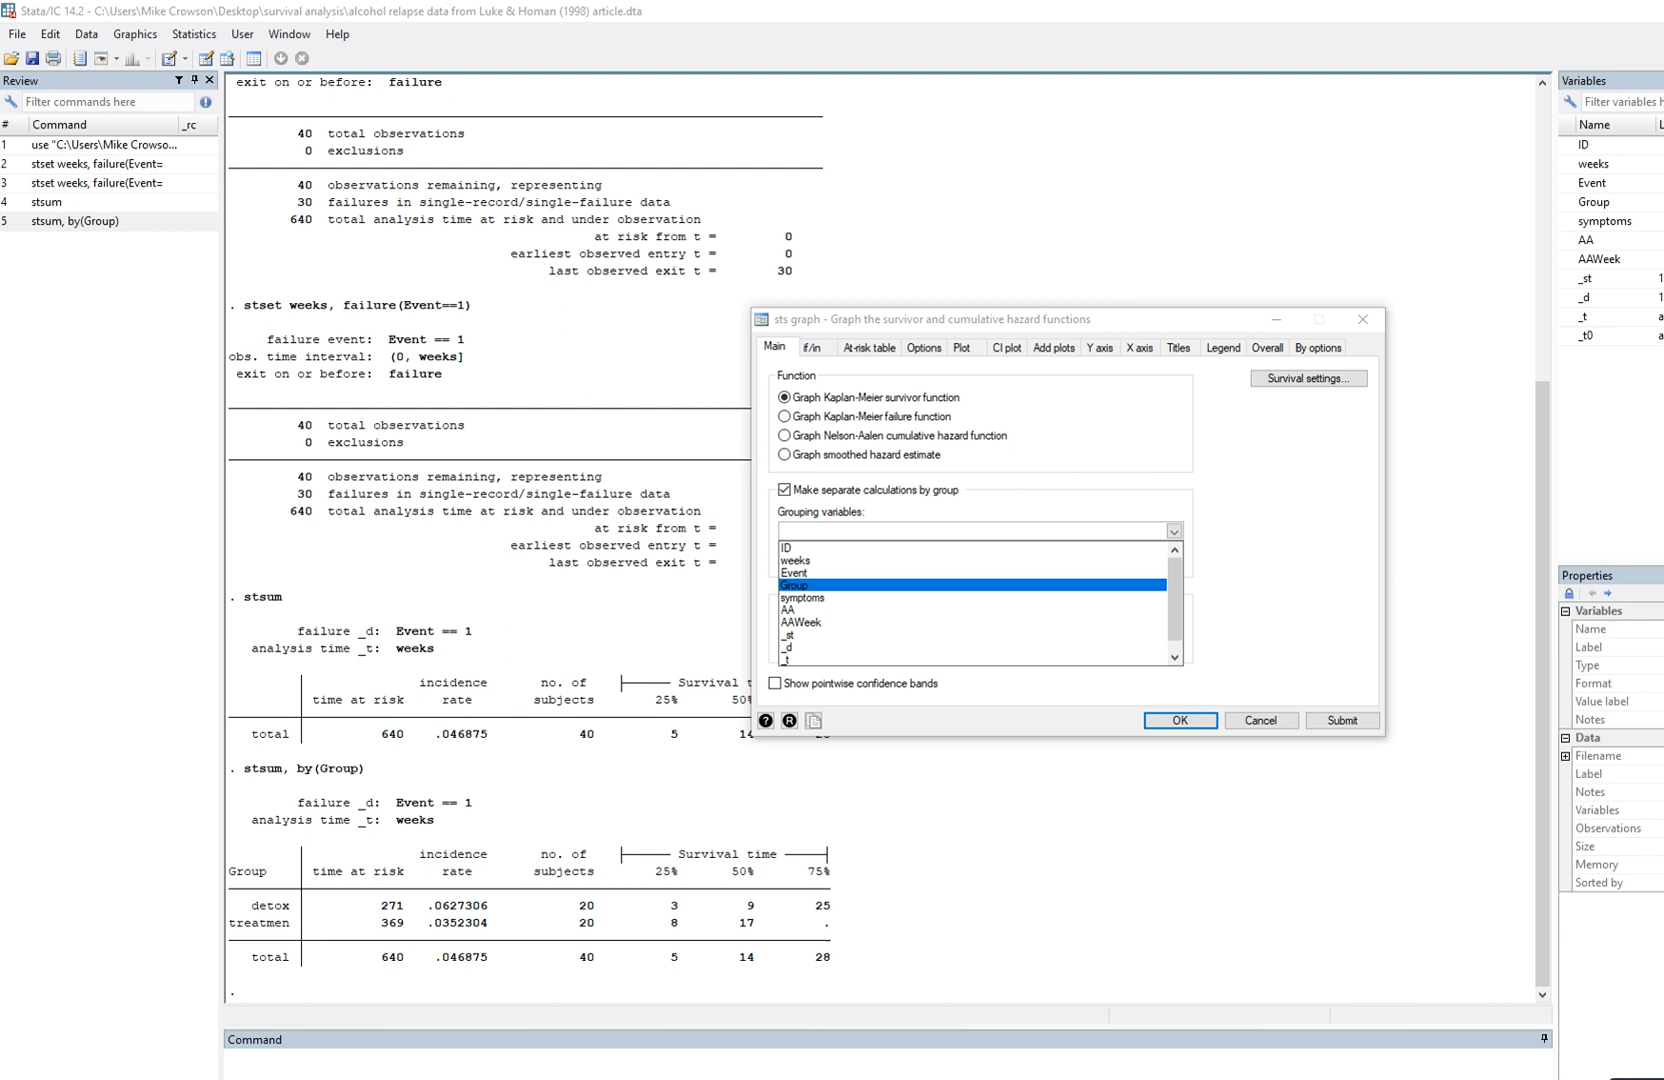 Stata/IC 14.2 - C:\Users\Mike Crowson\Desktop\survival analysis\alcohol relapse data from Luke & Homan (1998) article.dta
File Edit Data Graphics Statistics User Window Help
Review
Filter commands here
# Command _rc
1 use "C:\Users\Mike Crowso...
2 stset weeks, failure(Event=
3 stset weeks, failure(Event=
4 stsum
5 stsum, by(Group)
exit on or before: failure
40 total observations
0 exclusions
40 observations remaining, representing
30 failures in single-record/single-failure data
640 total analysis time at risk and under observation
at risk from t = 0
earliest observed entry t = 0
last observed exit t = 30
. stset weeks, failure(Event==1)
failure event: Event == 1
obs. time interval: (0, weeks]
exit on or before: failure
40 total observations
0 exclusions
40 observations remaining, representing
30 failures in single-record/single-failure data
640 total analysis time at risk and under observation
at risk from t =
earliest observed entry t =
last observed exit t =
. stsum
failure _d: Event == 1
analysis time _t: weeks
incidence no. of Survival t
time at risk rate subjects 25% 50%
total 640 .046875 40 5 14
. stsum, by(Group)
failure _d: Event == 1
analysis time _t: weeks
incidence no. of Survival time
Group time at risk rate subjects 25% 50% 75%
detox 271 .0627306 20 3 9 25
treatmen 369 .0352304 20 8 17 .
total 640 .046875 40 5 14 28
.
Command
sts graph - Graph the survivor and cumulative hazard functions
Main if/in At-risk table Options Plot CI plot Add plots Y axis X axis Titles Legend Overall By options
Function
Survival settings...
Graph Kaplan-Meier survivor function
Graph Kaplan-Meier failure function
Graph Nelson-Aalen cumulative hazard function
Graph smoothed hazard estimate
Make separate calculations by group
Grouping variables:
ID
weeks
Event
Group
symptoms
AA
AAWeek
_st
_d
_t
Show pointwise confidence bands
OK Cancel Submit
Variables
Filter variables h
Name L
ID
weeks
Event
Group
symptoms
AA
AAWeek
_st 1
_d 1
_t a
_t0 a
Properties
Variables
Name
Label
Type
Format
Value label
Notes
Data
Filename
Label
Notes
Variables
Observations
Size
Memory
Sorted by